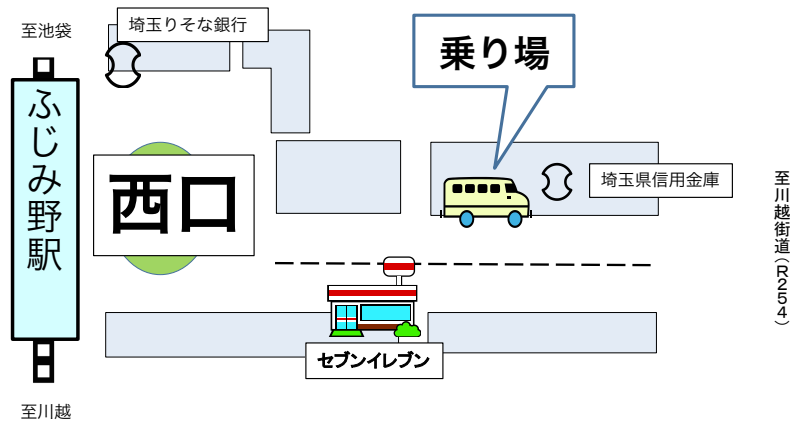 至池袋
埼玉りそな銀行
乗り場
ふじみ野駅
西口
埼玉県信用金庫
至川越街道(R254)
セブンイレブン
至川越